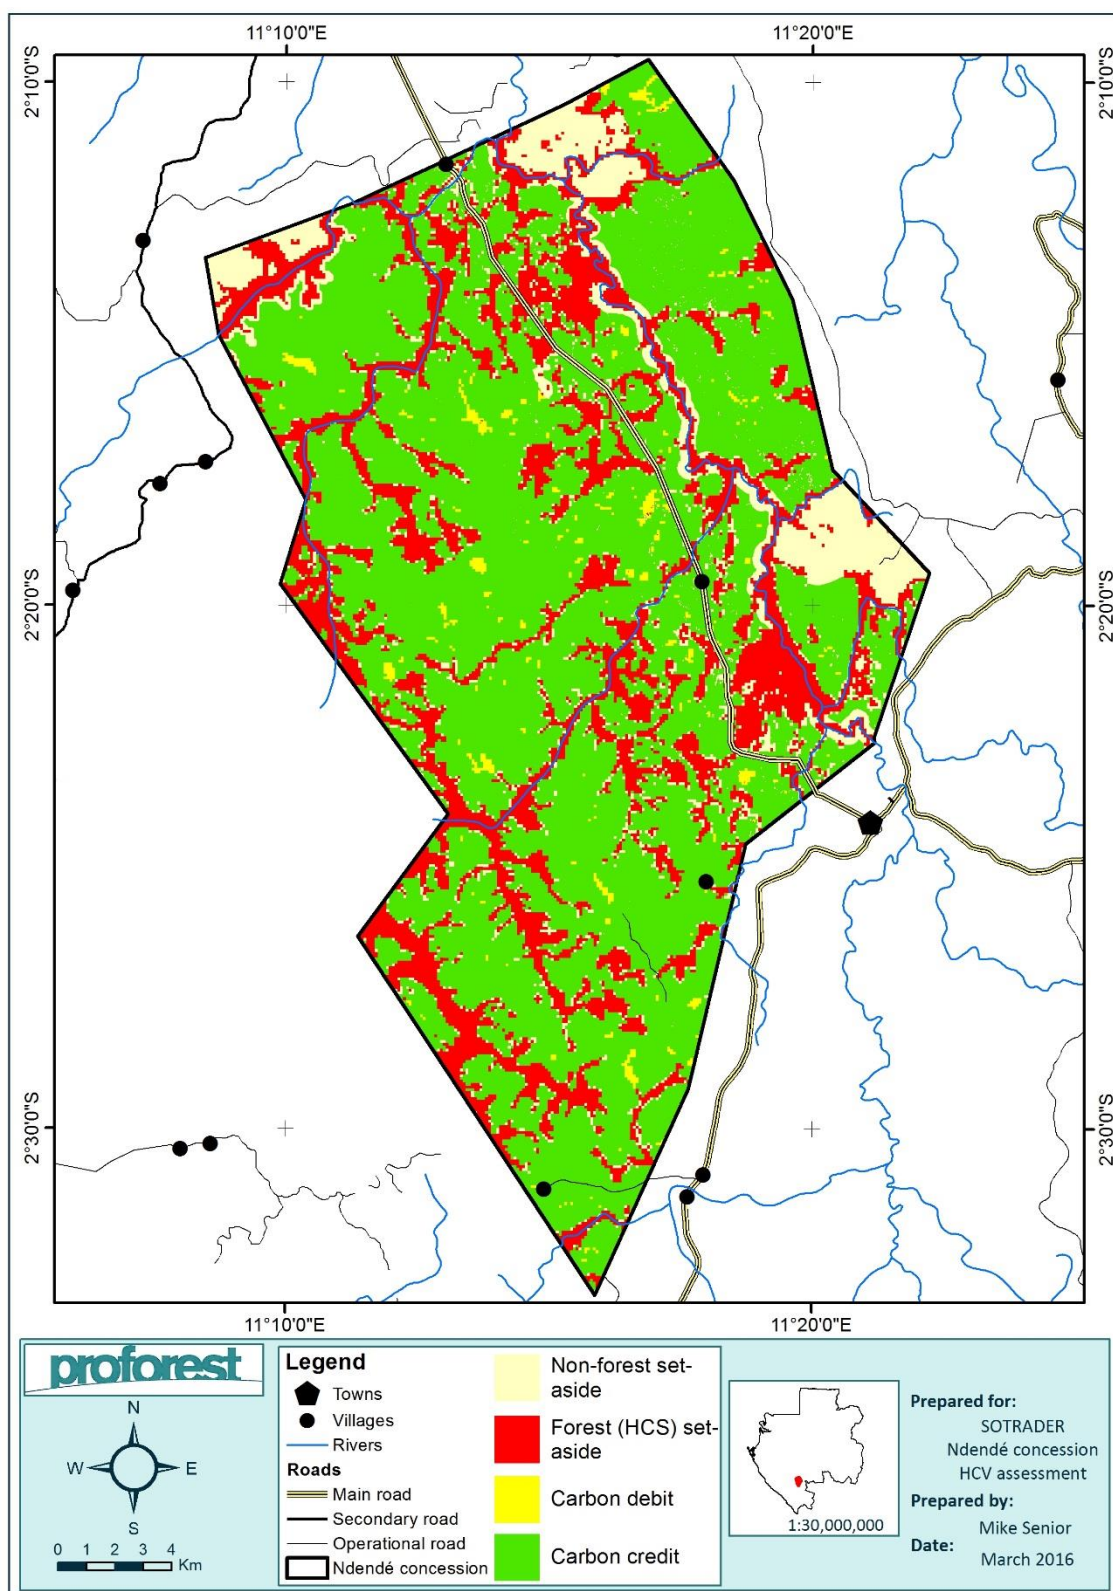 11°10'0"E
11°20'0"E
2°10'0"S
2°10'0"S
2°20'0"S
2°20'0"S
2°30'0"S
2°30'0"S
11°10'0"E
11°20'0"E
proforest
N
W
E
S
0 1 2 3 4
Km
Legend
Towns
Villages
Rivers
Roads
Main road
Secondary road
Operational road
Ndendé concession
Non-forest set-
aside
Forest (HCS) set-
aside
Carbon debit
Carbon credit
1:30,000,000
Prepared for:
SOTRADER
Ndendé concession
HCV assessment
Prepared by:
Mike Senior
Date:
March 2016